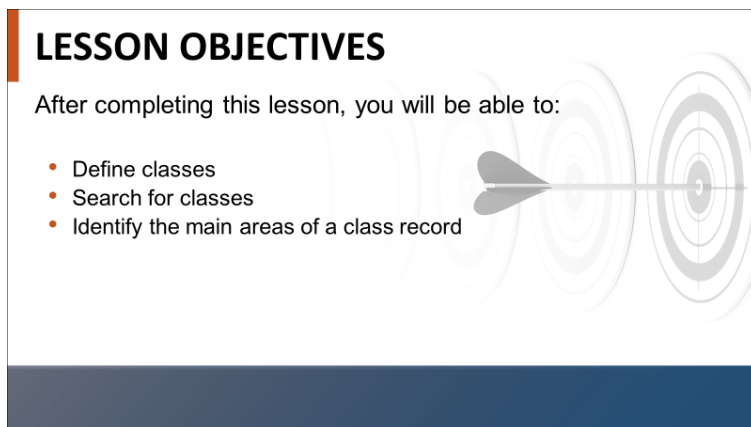 LESSON OBJECTIVES
After completing this lesson, you will be able to:
• Define classes
• Search for classes
• Identify the main areas of a class record